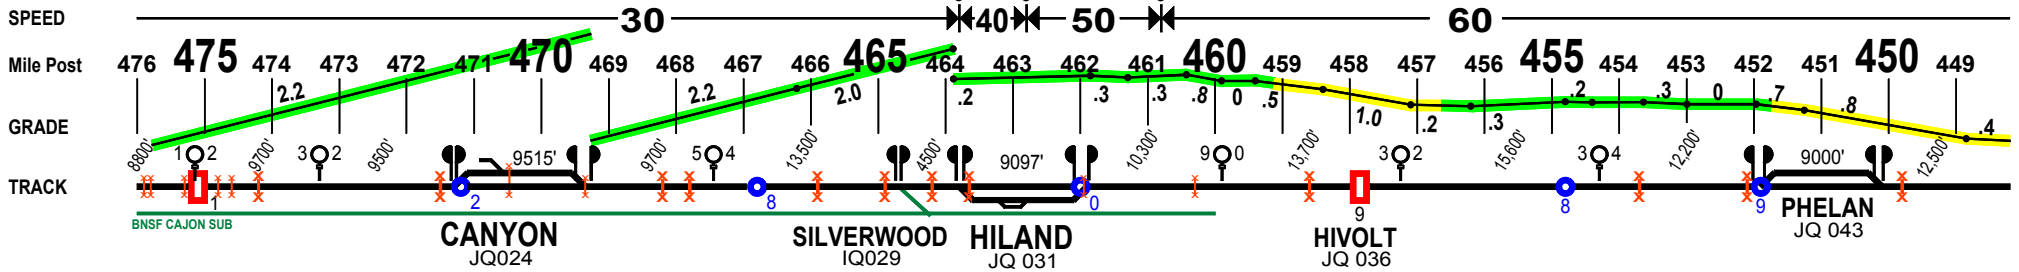 SPEED 30 40 50 60
Mile Post 476 475 474 473 472 471 470 469 468 467 466 465 464 463 462 461 460 459 458 457 456 455 454 453 452 451 450 449
GRADE 2.2 2.2 2.0 .2 .3 .3 .8 0 .5 1.0 .2 .3 .2 .3 0 .7 .8 .4
8800' 9700' 9500' 9700' 13,500' 4500' 10,300' 13,700' 15,600' 12,200' 12,500'
1 2 3 2 9515' 5 4 9097' 9 0 3 2 3 4 9000'
TRACK
1 2 8 0 9 8 9
BNSF CAJON SUB
CANYON SILVERWOOD HILAND HIVOLT PHELAN
JQ024 IQ029 JQ 031 JQ 036 JQ 043